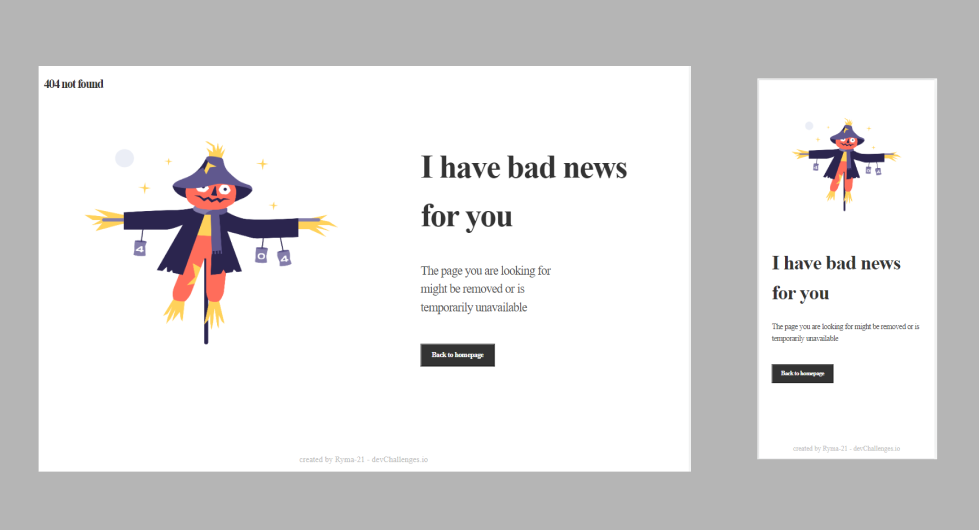 404 not found
4
0
4
I have bad news
for you
The page you are looking for
might be removed or is
temporarily unavailable
Back to homepage
created by Ryma-21 - devChallenges.io
4
0
4
I have bad news
for you
The page you are looking for might be removed or is
temporarily unavailable
Back to homepage
created by Ryma-21 - devChallenges.io